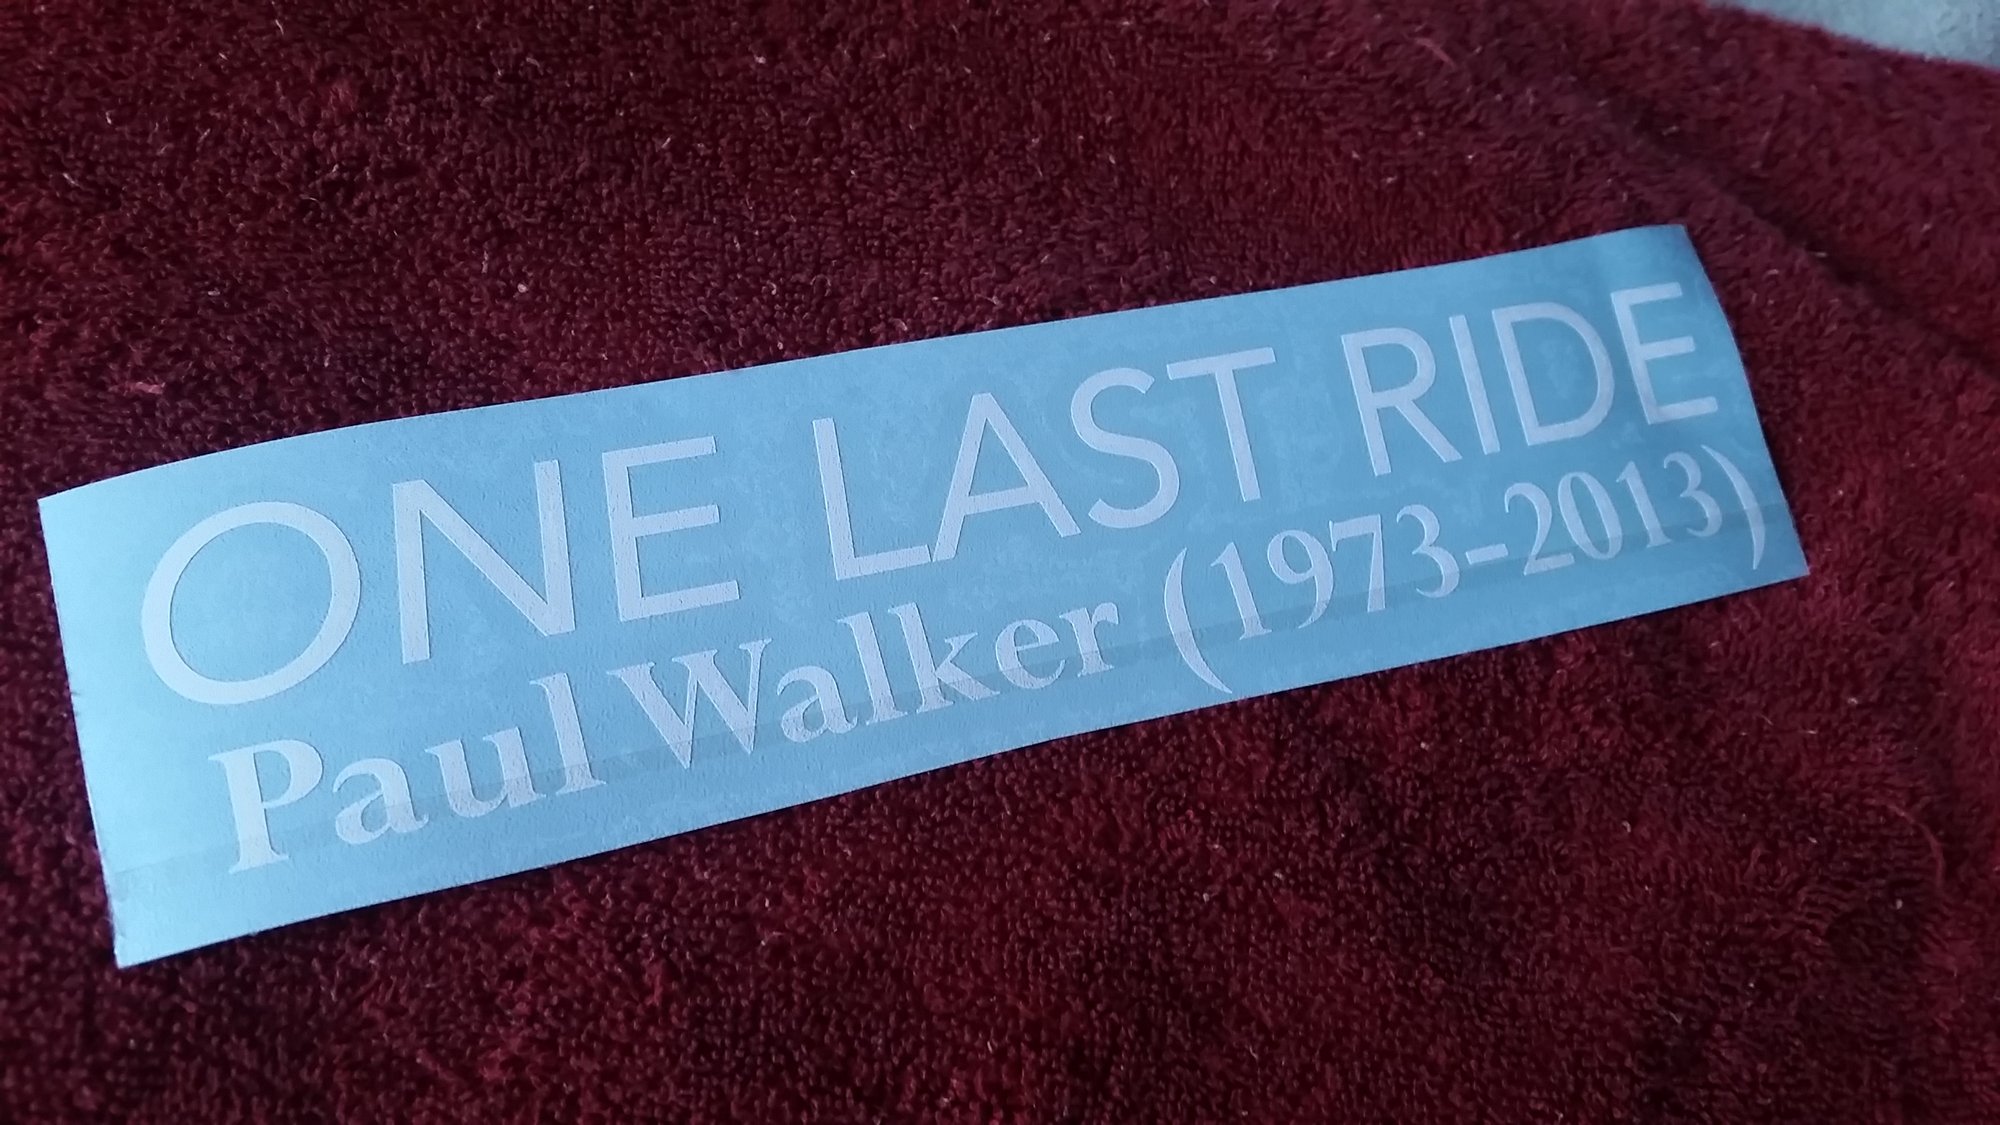 ONE LAST RIDE
Paul Walker (1973-2013)